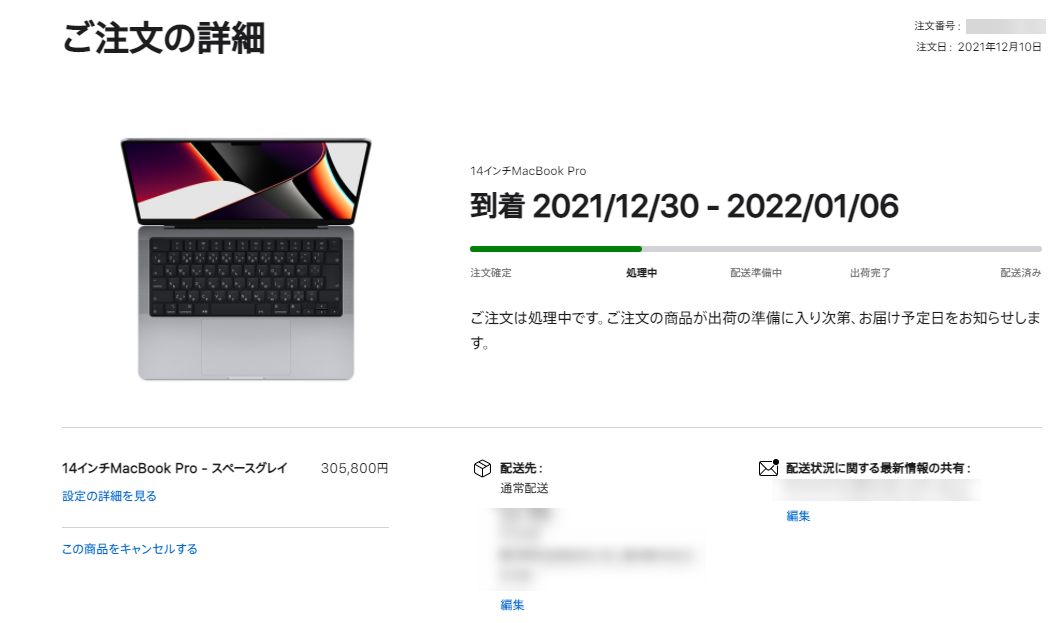 ご注文の詳細
注文番号 :
注文日 : 2021年12月10日
14インチMacBook Pro
到着 2021/12/30 - 2022/01/06
注文確定
処理中
配送準備中
出荷完了
配送済み
ご注文は処理中です。ご注文の商品が出荷の準備に入り次第、お届け予定日をお知らせしま
す。
14インチMacBook Pro - スペースグレイ 305,800円
設定の詳細を見る
この商品をキャンセルする
配送先 :
通常配送
編集
配送状況に関する最新情報の共有 :
編集